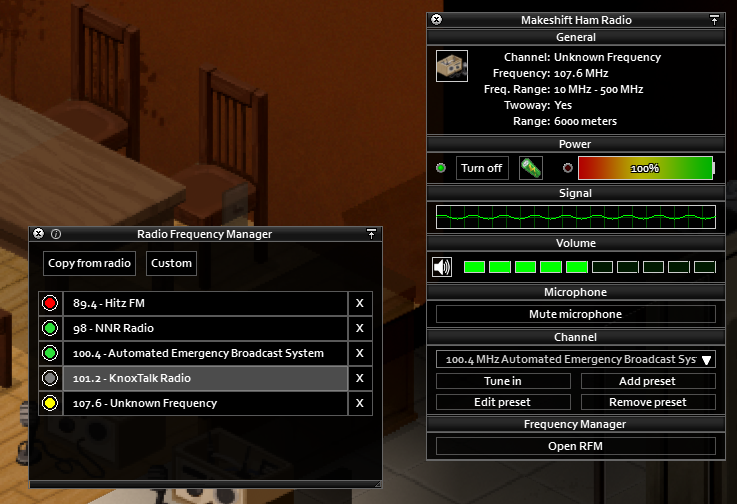 Makeshift Ham Radio
General
Channel: Unknown Frequency
Frequency: 107.6 MHz
Freq. Range: 10 MHz - 500 MHz
Twoway: Yes
Range: 6000 meters
Power
Turn off
100%
Signal
Volume
Microphone
Mute microphone
Channel
100.4 MHz Automated Emergency Broadcast Sys
Tune in
Add preset
Edit preset
Remove preset
Frequency Manager
Open RFM
Radio Frequency Manager
Copy from radio
Custom
89.4 - Hitz FM X
98 - NNR Radio X
100.4 - Automated Emergency Broadcast System X
101.2 - KnoxTalk Radio X
107.6 - Unknown Frequency X